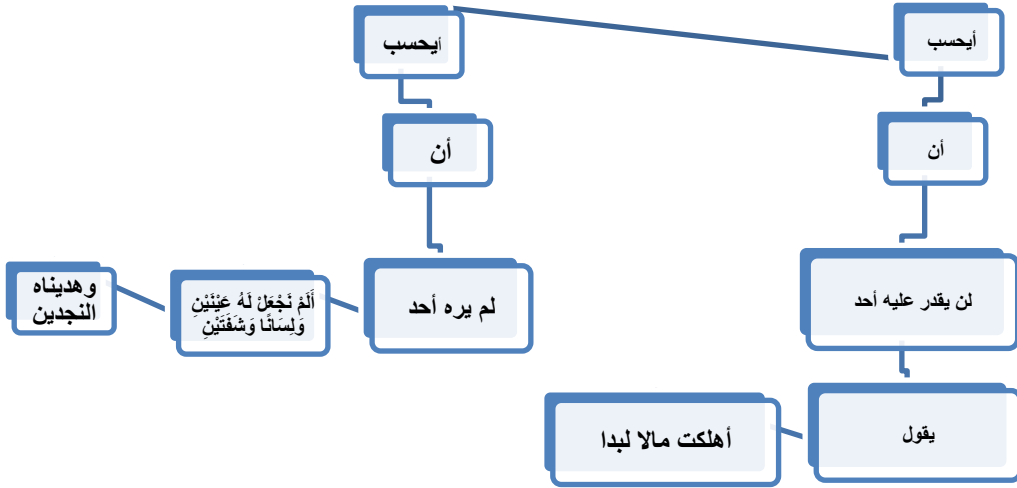 أيحسب
أن
لن يقدر عليه أحد
يقول
أهلكت مالا لبدا
أيحسب
أن
لم يره أحد
أَلَمْ نَجْعَلْ لَهُ عَيْنَيْنِ
وَلِسَانًا وَشَفَتَيْنِ
وهديناه
النجدين